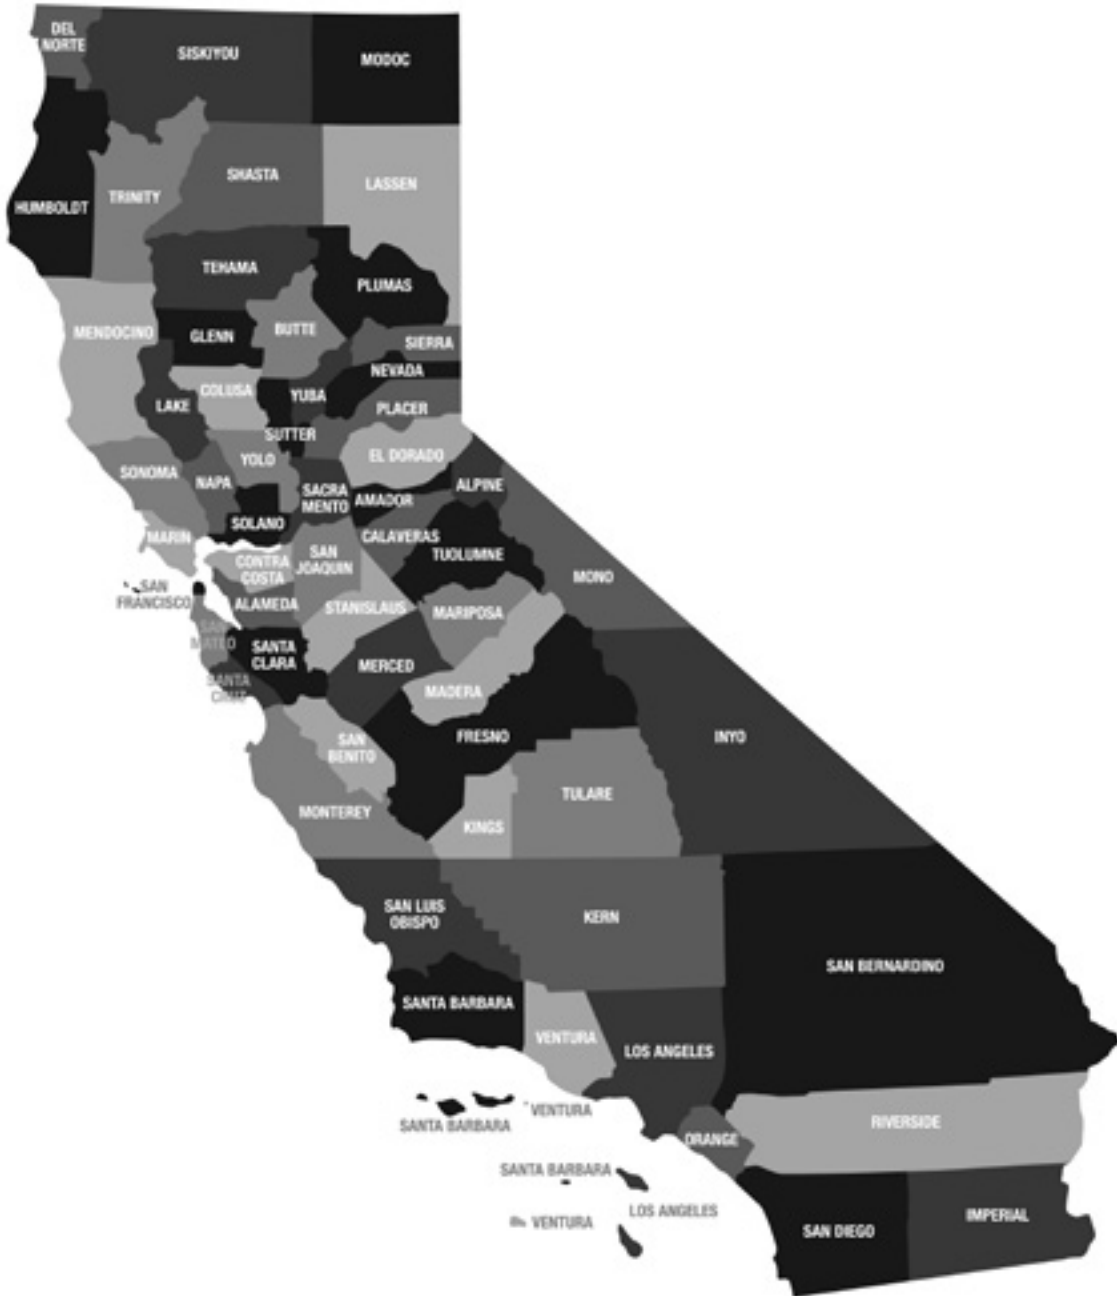 DEL
NORTE
SISKIYOU
MODOC
HUMBOLDT
TRINITY
SHASTA
LASSEN
TEHAMA
PLUMAS
MENDOCINO
GLENN
BUTTE
SIERRA
NEVADA
LAKE
COLUSA
YUBA
PLACER
SUTTER
SONOMA
NAPA
YOLO
EL DORADO
SACRA
MENTO
AMADOR
ALPINE
MARIN
SOLANO
CALAVERAS
TUOLUMNE
MONO
CONTRA
COSTA
SAN
JOAQUIN
SAN
FRANCISCO
ALAMEDA
STANISLAUS
MARIPOSA
SAN
MATEO
SANTA
CLARA
MERCED
SANTA
CRUZ
MADERA
SAN
BENITO
FRESNO
INYO
MONTEREY
KINGS
TULARE
SAN LUIS
OBISPO
KERN
SAN BERNARDINO
SANTA BARBARA
VENTURA
LOS ANGELES
VENTURA
SANTA BARBARA
ORANGE
RIVERSIDE
SANTA BARBARA
LOS ANGELES
VENTURA
SAN DIEGO
IMPERIAL